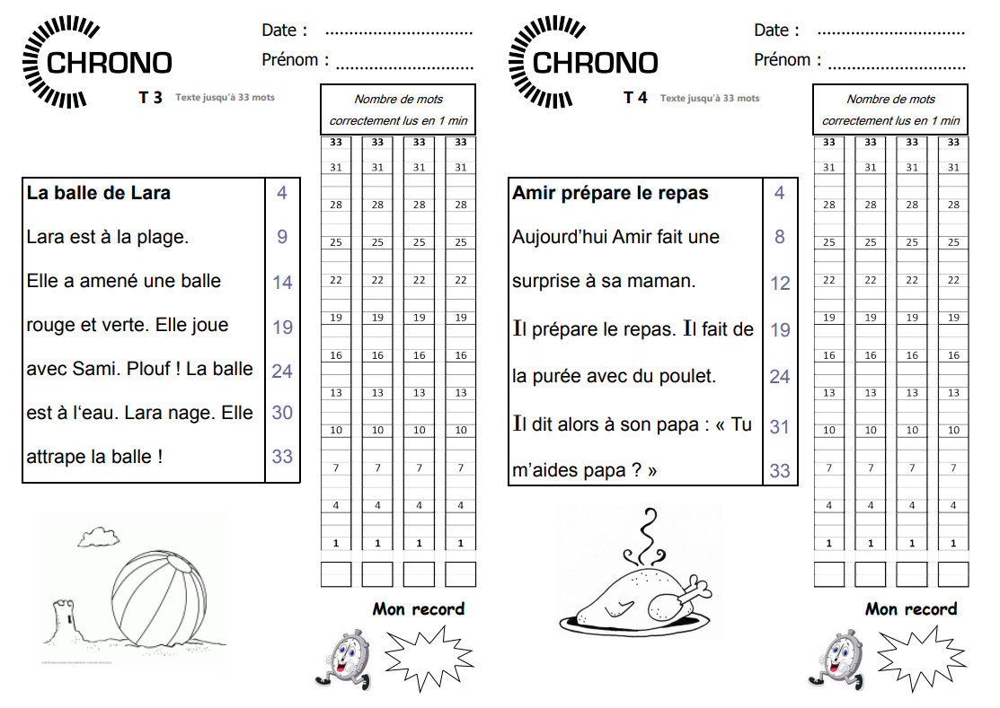 CHRONO
Date : ..............................
Prénom : ............................
T 3 Texte jusqu'à 33 mots
Nombre de mots
correctement lus en 1 min
33 33 33 33
31 31 31 31
28 28 28 28
25 25 25 25
22 22 22 22
19 19 19 19
16 16 16 16
13 13 13 13
10 10 10 10
7 7 7 7
4 4 4 4
1 1 1 1
La balle de Lara 4
Lara est à la plage. 9
Elle a amené une balle 14
rouge et verte. Elle joue 19
avec Sami. Plouf ! La balle 24
est à l‘eau. Lara nage. Elle 30
attrape la balle ! 33
Mon record
CHRONO
Date : ..............................
Prénom : ............................
T 4 Texte jusqu'à 33 mots
Nombre de mots
correctement lus en 1 min
33 33 33 33
31 31 31 31
28 28 28 28
25 25 25 25
22 22 22 22
19 19 19 19
16 16 16 16
13 13 13 13
10 10 10 10
7 7 7 7
4 4 4 4
1 1 1 1
Amir prépare le repas 4
Aujourd’hui Amir fait une 8
surprise à sa maman. 12
Il prépare le repas. Il fait de 19
la purée avec du poulet. 24
Il dit alors à son papa : « Tu 31
m’aides papa ? » 33
Mon record